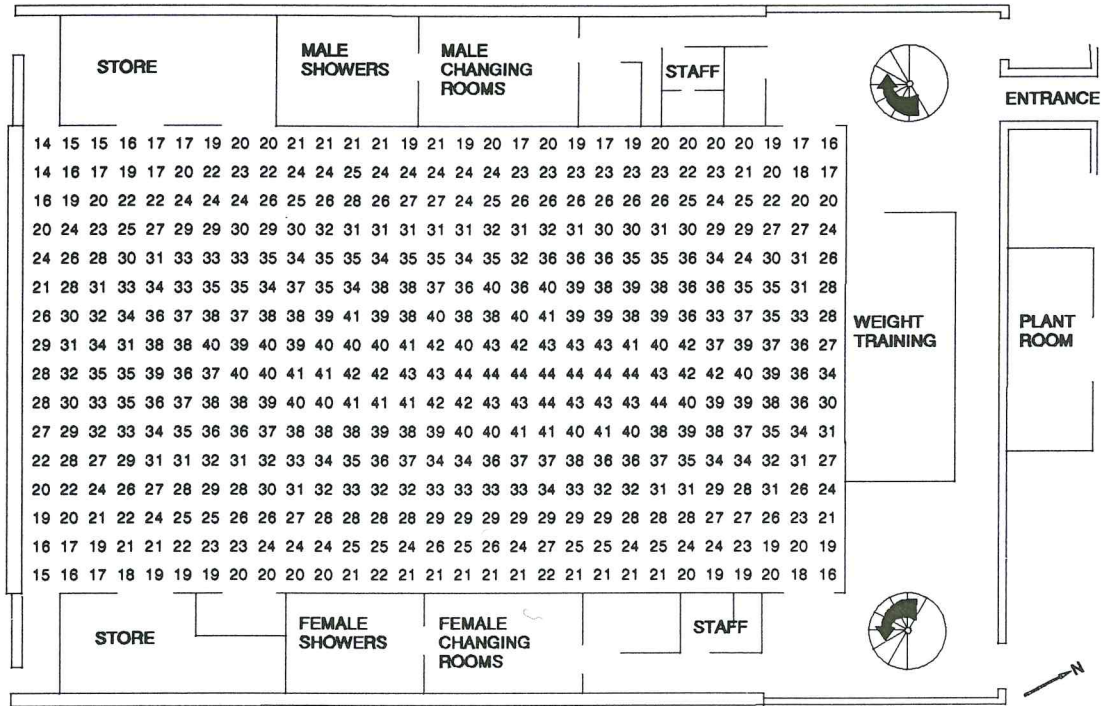 MALE
SHOWERS
MALE
CHANGING
ROOMS
STORE
STAFF
ENTRANCE
14 15 15 16 17 17 19 20 20 21 21 21 21 19 21 19 20 17 20 19 17 19 20 20 20 20 19 17 16
14 16 17 19 17 20 22 23 22 24 24 25 24 24 24 24 24 23 23 23 23 23 23 22 23 21 20 18 17
16 19 20 22 22 24 24 24 26 25 26 28 26 27 27 24 25 26 26 26 26 26 26 25 24 25 22 20 20
20 24 23 25 27 29 29 30 29 30 32 31 31 31 31 31 32 31 32 31 30 30 31 30 29 29 27 27 24
24 26 28 30 31 33 33 33 35 34 35 35 34 35 35 34 35 32 36 36 36 35 35 36 34 24 30 31 26
21 28 31 33 34 33 35 35 34 37 35 34 38 38 37 36 40 36 40 39 38 39 38 36 36 35 35 31 28
26 30 32 34 36 37 38 37 38 38 39 41 39 38 40 38 38 40 41 39 39 38 39 36 33 37 35 33 28
29 31 34 31 38 38 40 39 40 39 40 40 40 41 42 40 43 42 43 43 43 41 40 42 37 39 37 36 27
28 32 35 35 39 36 37 40 40 41 41 42 42 43 43 44 44 44 44 44 44 44 43 42 42 40 39 36 34
28 30 33 35 36 37 38 38 39 40 40 41 41 41 42 42 43 43 44 43 43 43 44 40 39 39 38 36 30
27 29 32 33 34 35 36 36 37 38 38 38 39 38 39 40 40 41 41 40 41 40 38 39 38 37 35 34 31
22 28 27 29 31 31 32 31 32 33 34 35 36 37 34 34 36 37 37 38 36 36 37 35 34 34 32 31 27
20 22 24 26 27 28 29 28 30 31 32 33 32 32 33 33 33 33 34 33 32 32 31 31 29 28 31 26 24
19 20 21 22 24 25 25 26 26 27 28 28 28 28 29 29 29 29 29 29 29 28 28 28 27 27 26 23 21
16 17 19 21 21 22 23 23 24 24 24 25 25 24 26 25 26 24 27 25 25 24 25 24 24 23 19 20 19
15 16 17 18 19 19 19 20 20 20 20 21 22 21 21 21 21 21 22 21 21 21 21 20 19 19 20 18 16
WEIGHT
TRAINING
PLANT
ROOM
STORE
FEMALE
SHOWERS
FEMALE
CHANGING
ROOMS
STAFF
N